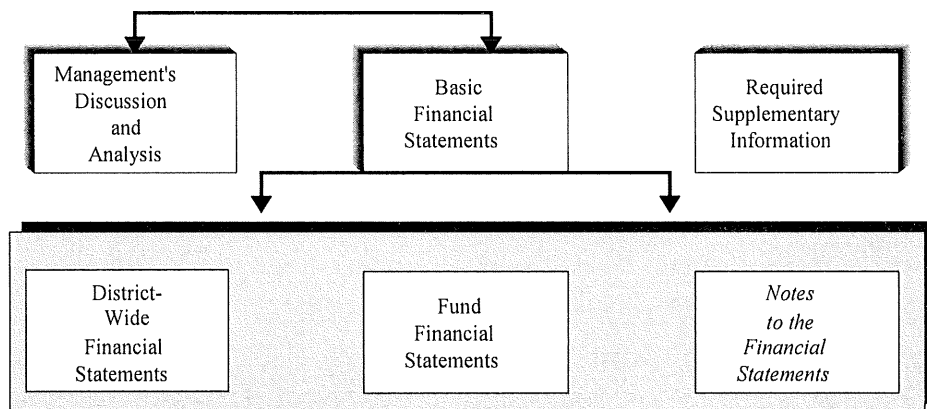 Management's
Discussion
and
Analysis
Basic
Financial
Statements
Required
Supplementary
Information
District-
Wide
Financial
Statements
Fund
Financial
Statements
Notes
to the
Financial
Statements